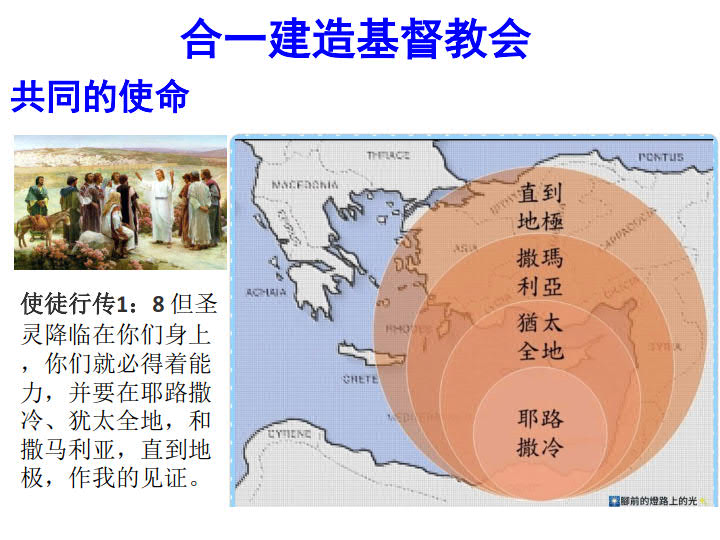 合一建造基督教会
共同的使命
使徒行传1：8 但圣
灵降临在你们身上
，你们就必得着能
力，并要在耶路撒
冷、犹太全地，和
撒马利亚，直到地
极，作我的见证。
THRACE
PONTUS
MACEDONIA
EPIRUS
ASIA
CAPPADOCIA
ACHAIA
RHODES
CILICIA
SYRIA
CRETE
CYRENE
直到
地極
撒瑪
利亞
猶太
全地
耶路
撒冷
腳前的燈路上的光